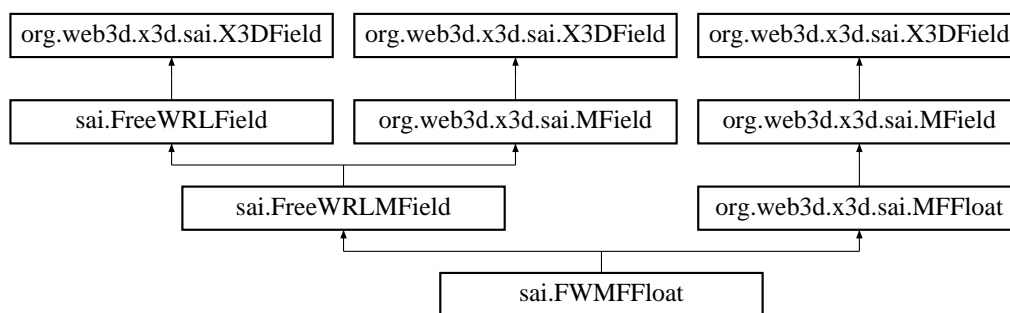 org.web3d.x3d.sai.X3DField
org.web3d.x3d.sai.X3DField
org.web3d.x3d.sai.X3DField
sai.FreeWRLField
org.web3d.x3d.sai.MField
org.web3d.x3d.sai.MField
sai.FreeWRLMField
org.web3d.x3d.sai.MFFloat
sai.FWMFFloat